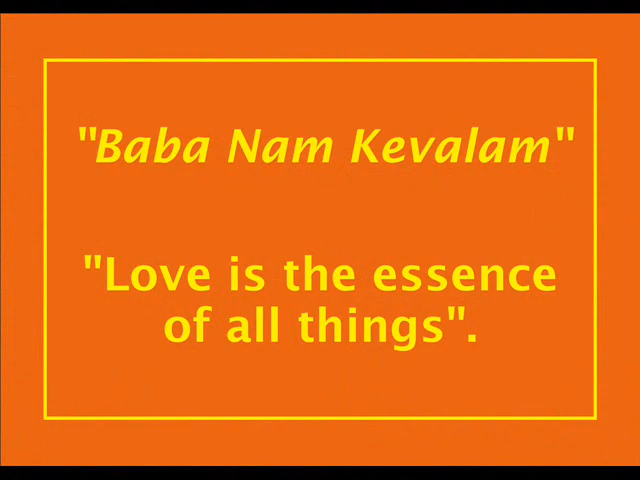 "Baba Nam Kevalam"
"Love is the essence
of all things".